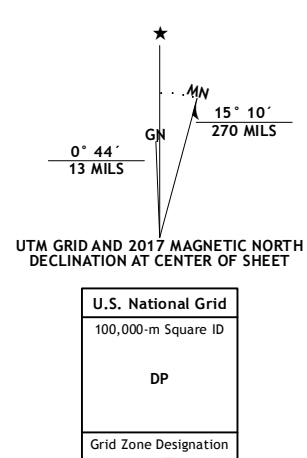 ★
MN
15° 10´
270 MILS
GN
0° 44´
13 MILS
UTM GRID AND 2017 MAGNETIC NORTH
DECLINATION AT CENTER OF SHEET
U.S. National Grid
100,000-m Square ID
DP
Grid Zone Designation